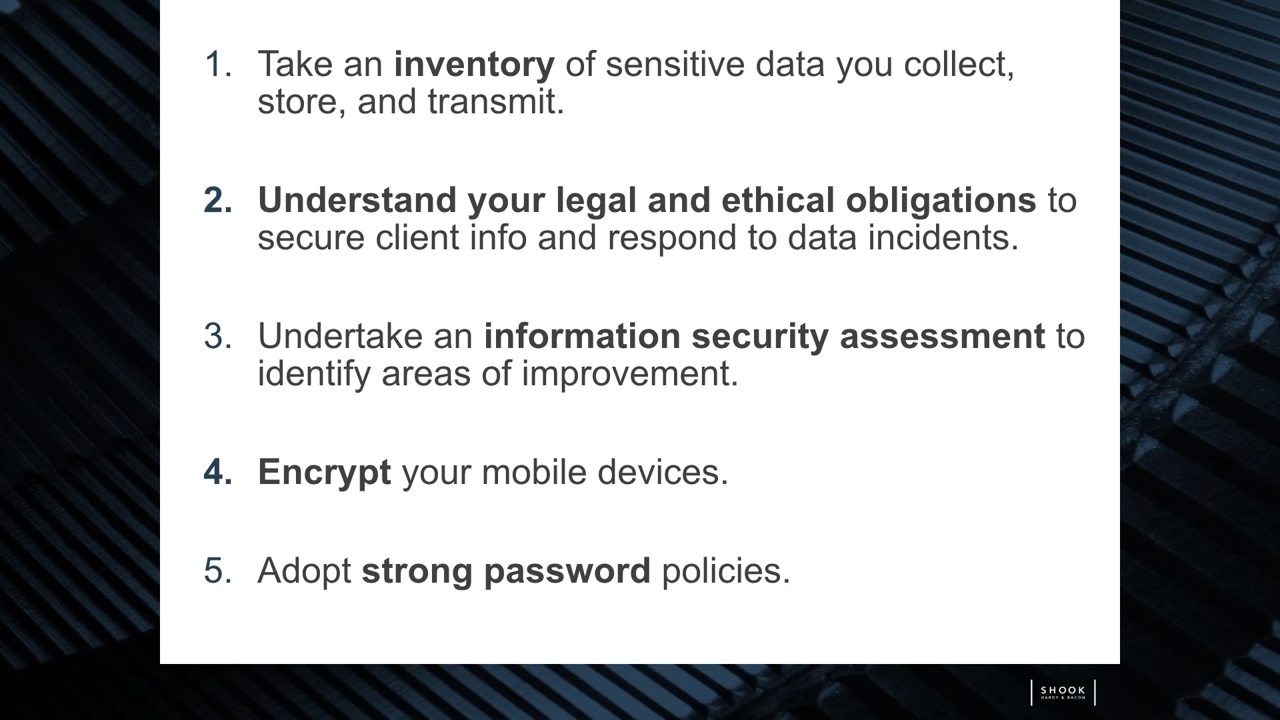 1. Take an inventory of sensitive data you collect,
store, and transmit.
2. Understand your legal and ethical obligations to
secure client info and respond to data incidents.
3. Undertake an information security assessment to
identify areas of improvement.
4. Encrypt your mobile devices.
5. Adopt strong password policies.
SHOOK
HARDY & BACON